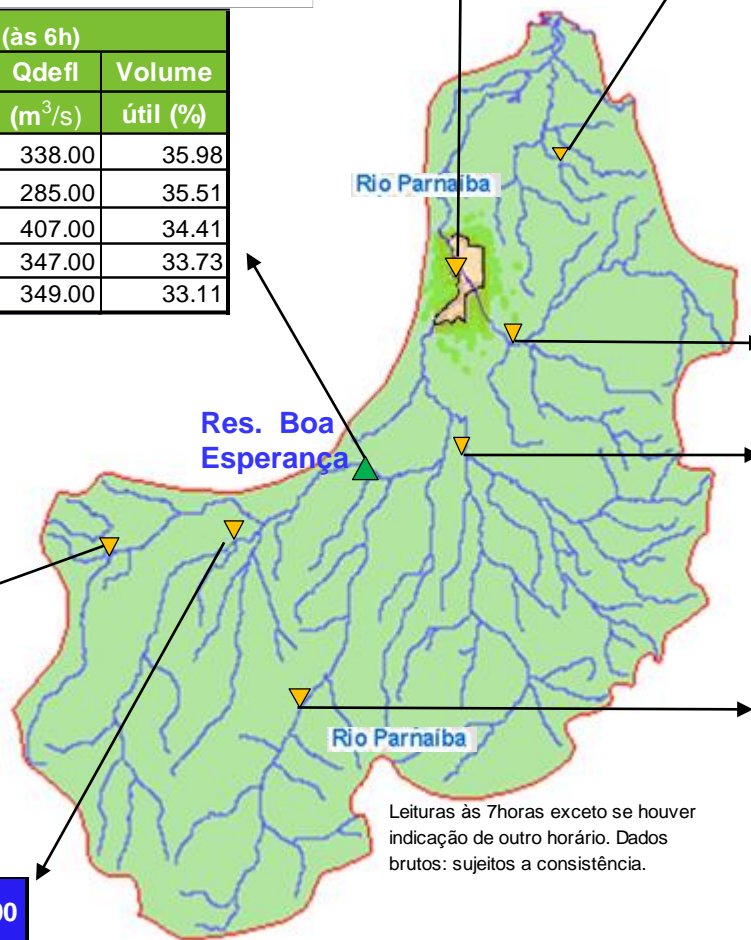 (às 6h)
Qdefl Volume
(m³/s) útil (%)
338.00 35.98
285.00 35.51
407.00 34.41
347.00 33.73
349.00 33.11
Rio Parnaíba
Res. Boa
Esperança
Rio Parnaíba
Leituras às 7horas exceto se houver
indicação de outro horário. Dados
brutos: sujeitos a consistência.